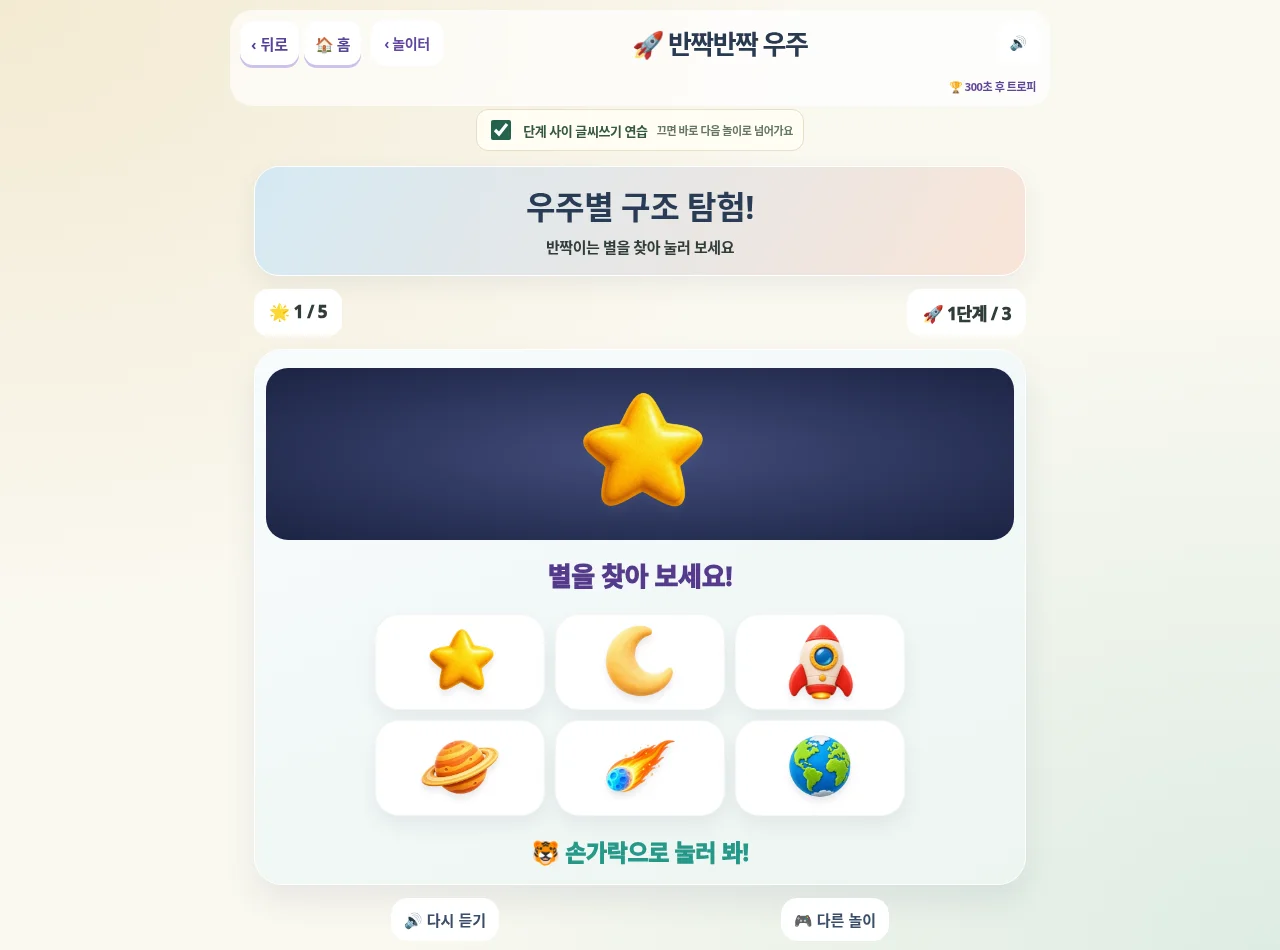 ‹ 뒤로
🏠 홈
‹ 놀이터
🚀 반짝반짝 우주
🔊
🏆 300초 후 트로피
단계 사이 글씨쓰기 연습 끄면 바로 다음 놀이로 넘어가요
우주별 구조 탐험!
반짝이는 별을 찾아 눌러 보세요
🌟 1 / 5
🚀 1단계 / 3
별을 찾아 보세요!
🐯 손가락으로 눌러 봐!
🔊 다시 듣기
🎮 다른 놀이